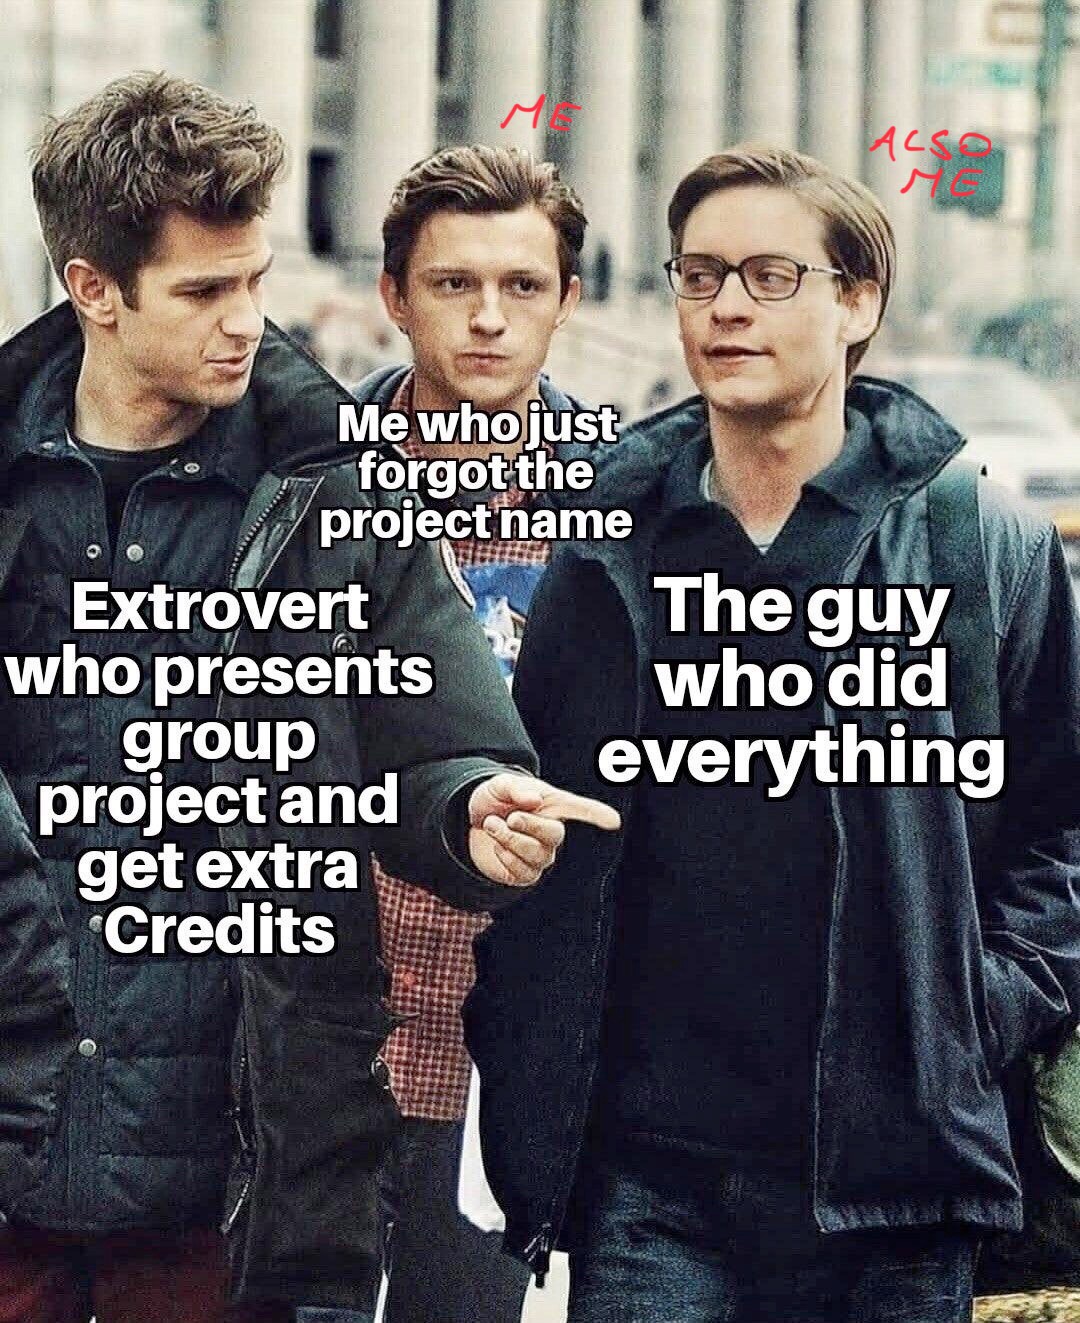 ME
ALSO
ME
Me who just
forgot the
project name
Extrovert
who presents
group
project and
get extra
Credits
The guy
who did
everything